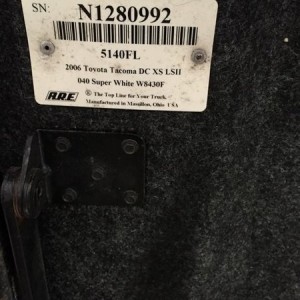 SN: N1280992
5140FL
2006 Toyota Tacoma DC XS LSII
040 Super White W8430F
A.R.E. ® The Top Line for Your Truck.
Manufactured in Massillon, Ohio USA